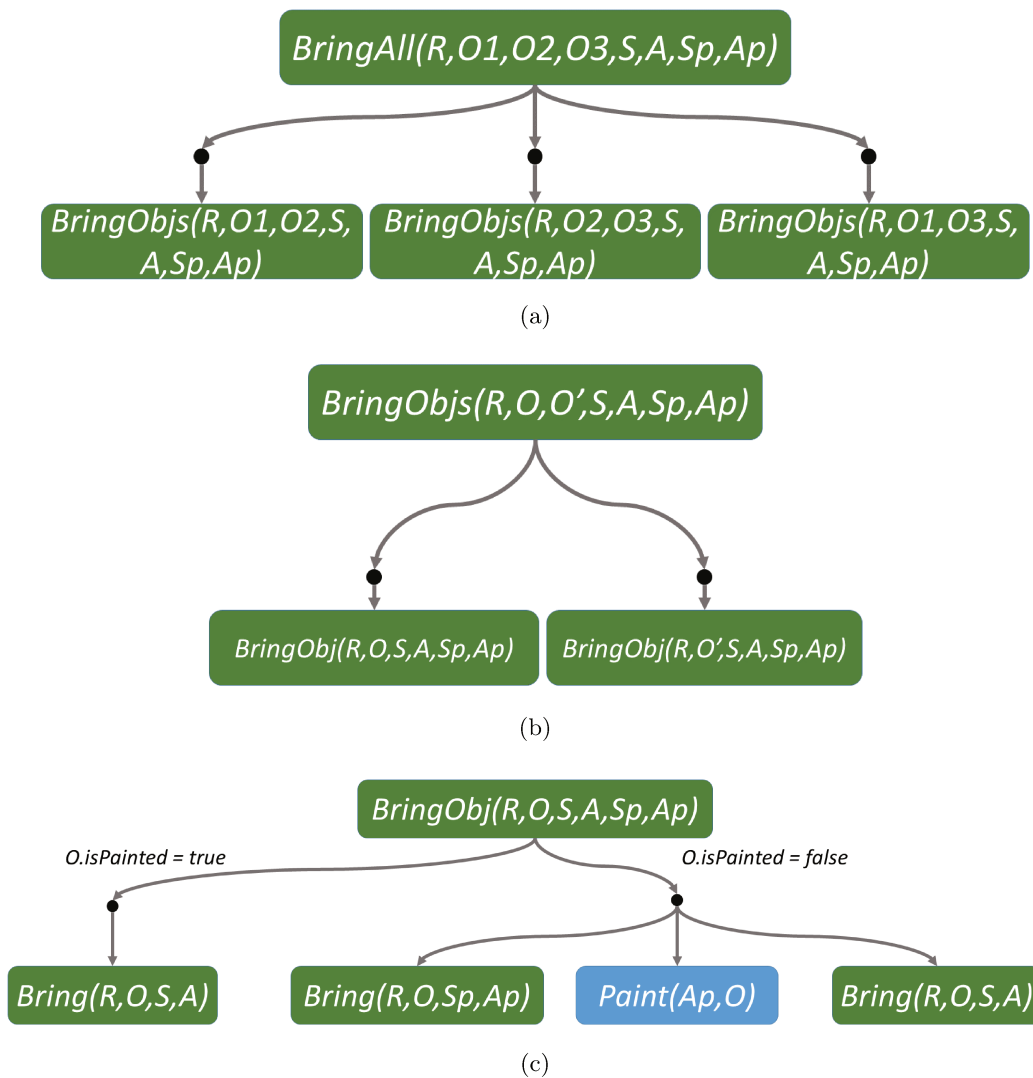 BringAll(R,O1,O2,O3,S,A,Sp,Ap)
BringObjs(R,O1,O2,S,
A,Sp,Ap)
BringObjs(R,O2,O3,S,
A,Sp,Ap)
BringObjs(R,O1,O3,S,
A,Sp,Ap)
(a)
BringObjs(R,O,O’,S,A,Sp,Ap)
BringObj(R,O,S,A,Sp,Ap)
BringObj(R,O’,S,A,Sp,Ap)
(b)
BringObj(R,O,S,A,Sp,Ap)
O.isPainted = true
O.isPainted = false
Bring(R,O,S,A)
Bring(R,O,Sp,Ap)
Paint(Ap,O)
Bring(R,O,S,A)
(c)